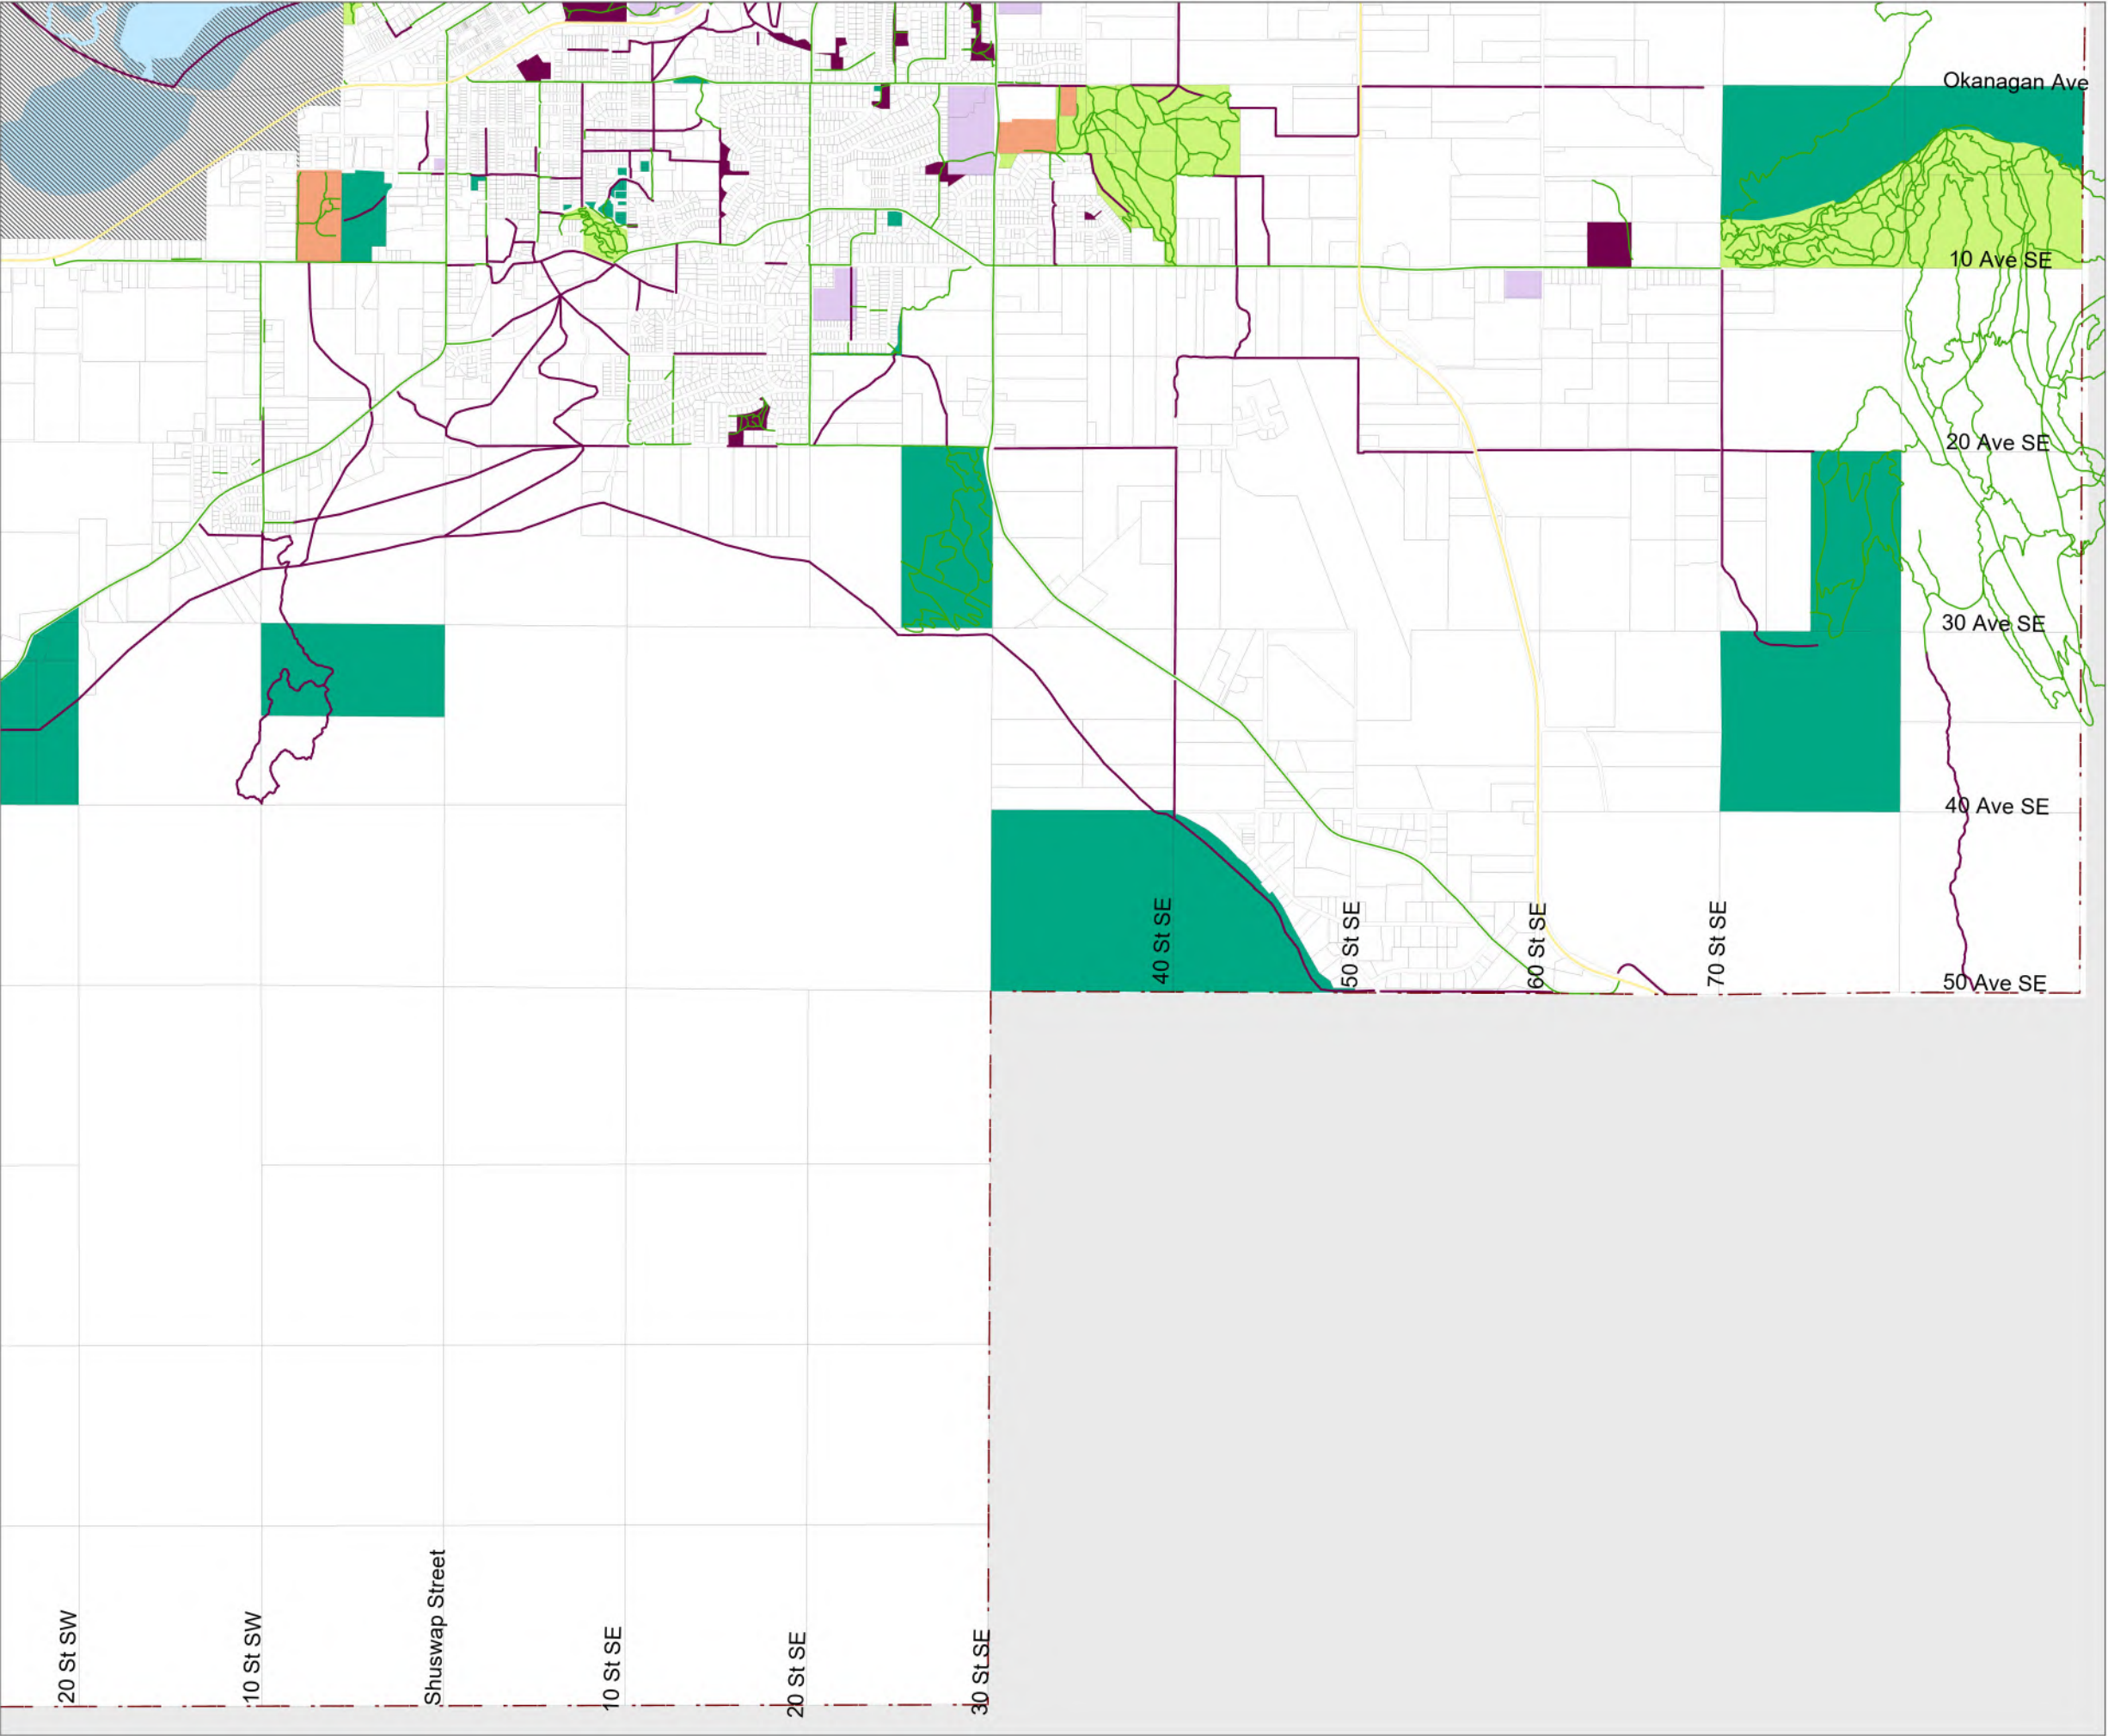 Okanagan Ave
10 Ave SE
20 Ave SE
30 Ave SE
40 Ave SE
40 St SE
50 St SE
60 St SE
70 St SE
50 Ave SE
20 St SW
10 St SW
Shuswap Street
10 St SE
20 St SE
30 St SE